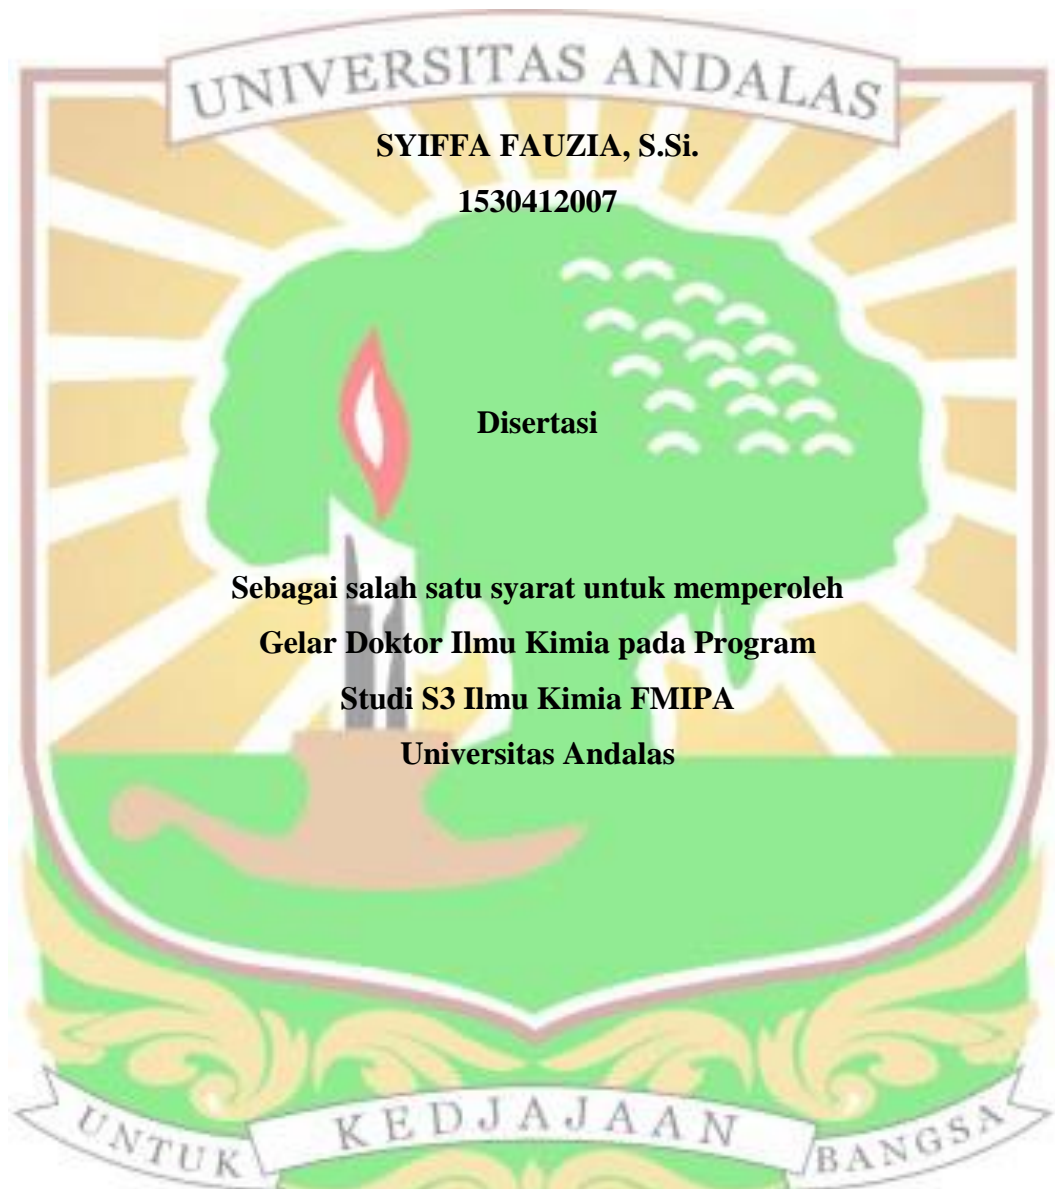 UNIVERSITAS ANDALAS
SYIFFA FAUZIA, S.Si.
1530412007
Disertasi
Sebagai salah satu syarat untuk memperoleh
Gelar Doktor Ilmu Kimia pada Program
Studi S3 Ilmu Kimia FMIPA
Universitas Andalas
UNTUK KEDJAJAAN BANGSA